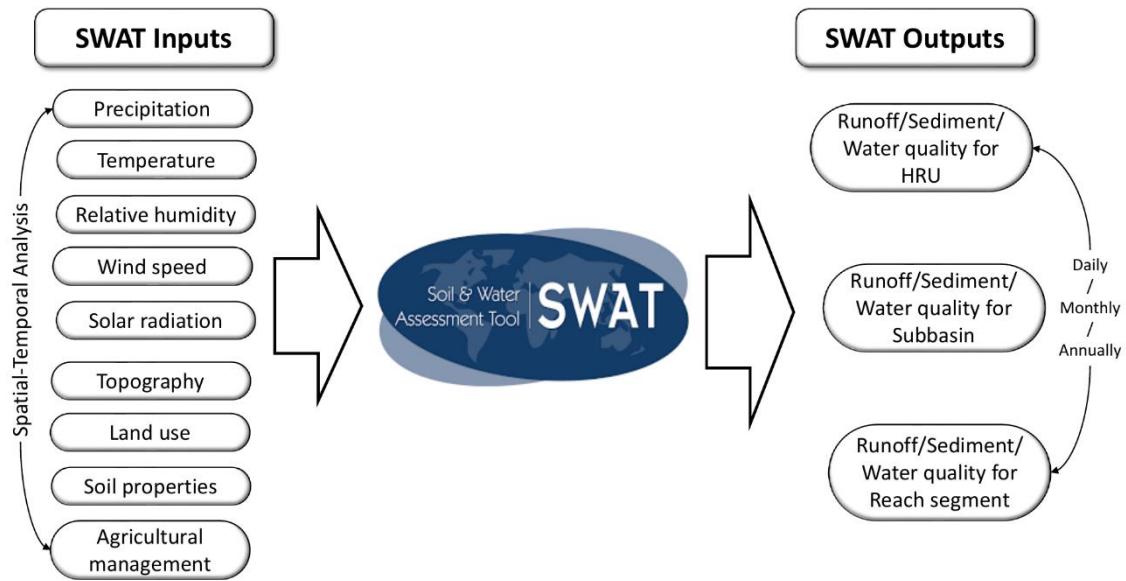 SWAT Inputs
Spatial-Temporal Analysis
Precipitation
Temperature
Relative humidity
Wind speed
Solar radiation
Topography
Land use
Soil properties
Agricultural
management
Soil & Water
Assessment Tool
SWAT
SWAT Outputs
Runoff/Sediment/
Water quality for
HRU
Runoff/Sediment/
Water quality for
Subbasin
Runoff/Sediment/
Water quality for
Reach segment
Daily
Monthly
Annually